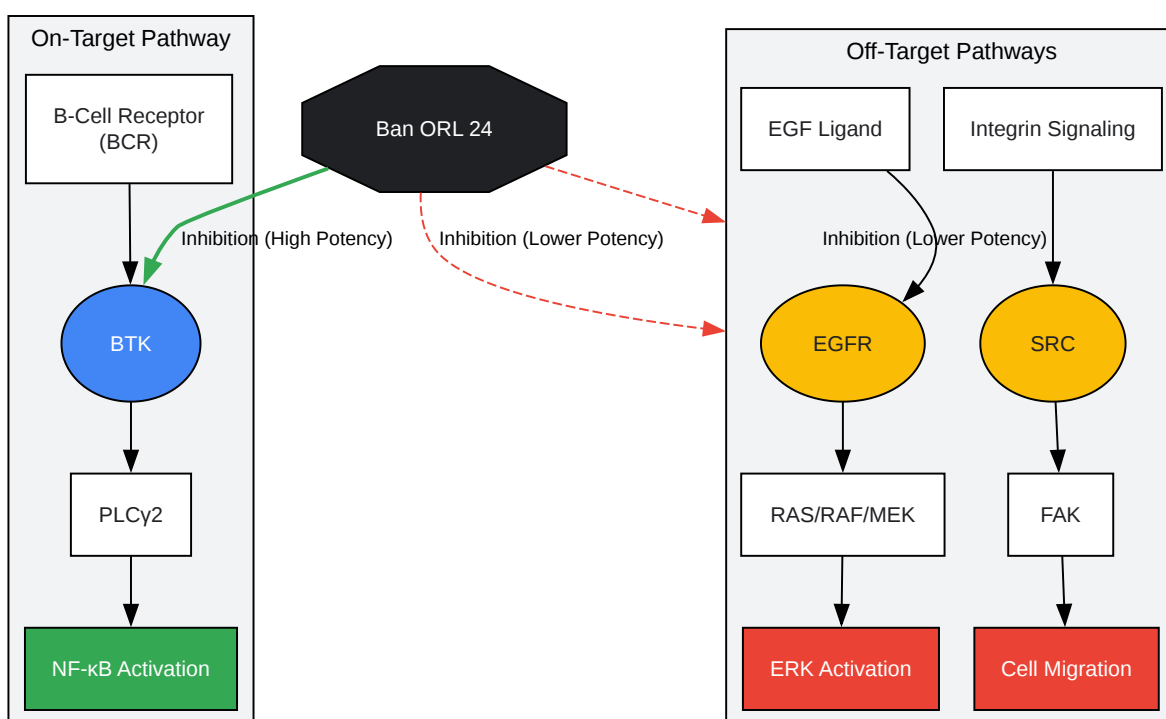 On-Target Pathway
B-Cell Receptor
(BCR)
BTK
PLCγ2
NF-κB Activation
Ban ORL 24
Inhibition (High Potency)
Inhibition (Lower Potency)
Off-Target Pathways
EGF Ligand
Integrin Signaling
Inhibition (Lower Potency)
EGFR
SRC
RAS/RAF/MEK
FAK
ERK Activation
Cell Migration